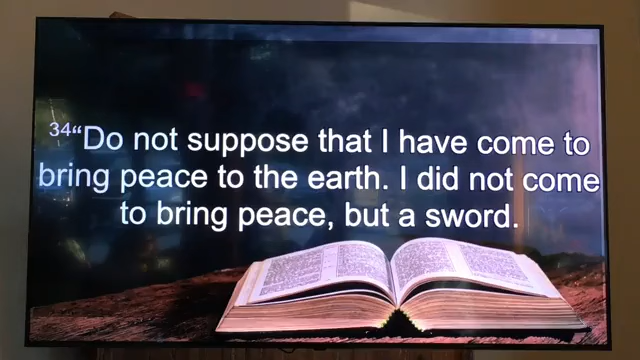 34“Do not suppose that I have come to
bring peace to the earth. I did not come
to bring peace, but a sword.